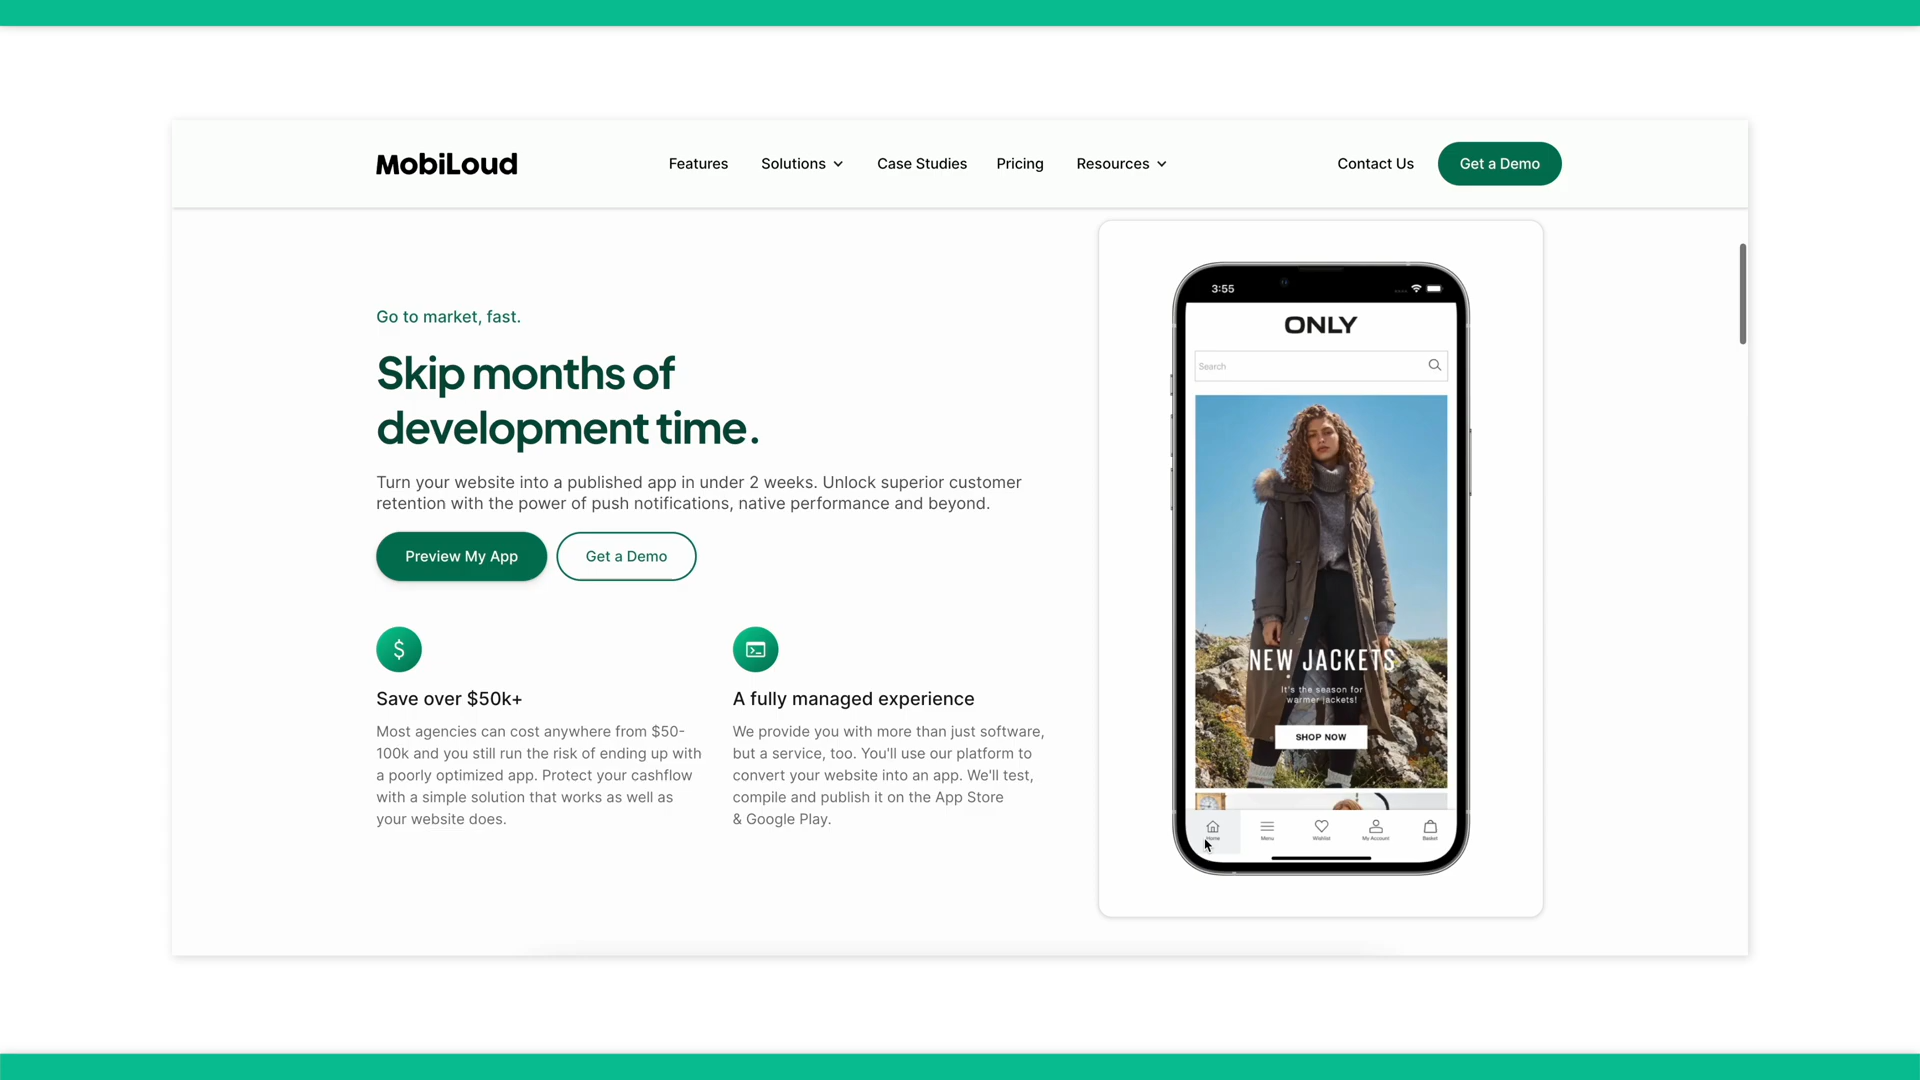 MobiLoud
Features
Solutions
Case Studies
Pricing
Resources
Contact Us
Get a Demo
Go to market, fast.
Skip months of
development time.
Turn your website into a published app in under 2 weeks. Unlock superior customer
retention with the power of push notifications, native performance and beyond.
Preview My App
Get a Demo
$
Save over $50k+
Most agencies can cost anywhere from $50-
100k and you still run the risk of ending up with
a poorly optimized app. Protect your cashflow
with a simple solution that works as well as
your website does.
A fully managed experience
We provide you with more than just software,
but a service, too. You'll use our platform to
convert your website into an app. We'll test,
compile and publish it on the App Store
& Google Play.
3:55
ONLY
Search
NEW JACKETS
It's the season for
warmer jackets!
SHOP NOW
Home
Menu
Wishlist
My Account
Basket